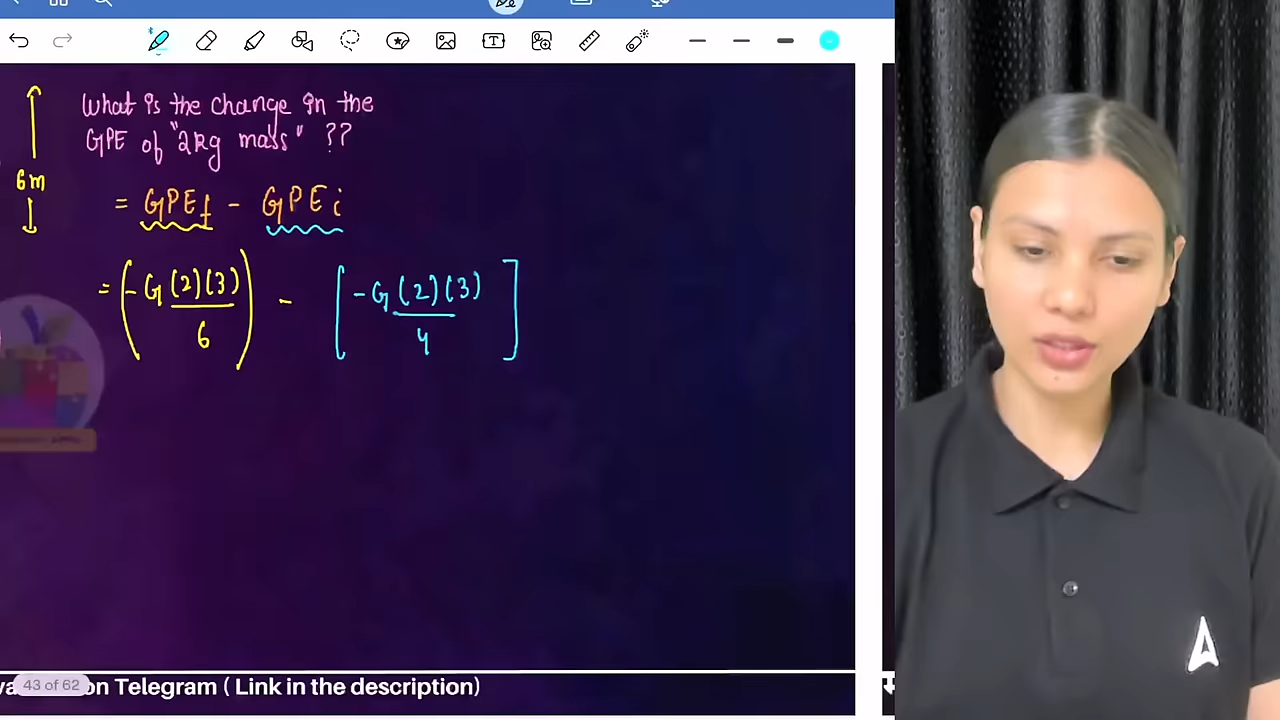 What is the change in the
GPE of "2kg mass" ??
6m
= GPEf - GPEi
= (-G(2)(3)/6) - [-G(2)(3)/4]
43 of 62
on Telegram ( Link in the description)